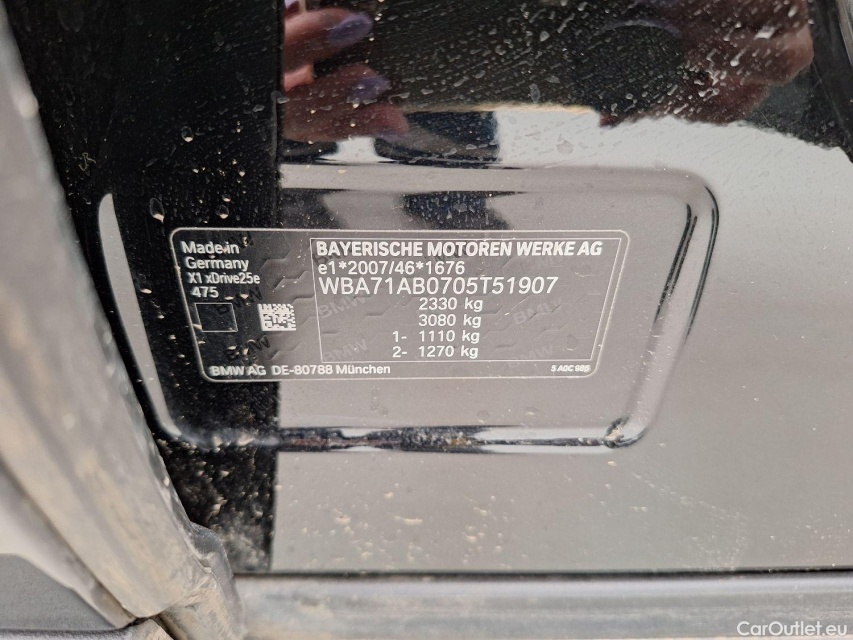 Made in
Germany
X1 xDrive25e
475
BAYERISCHE MOTOREN WERKE AG
e1*2007/46*1676
WBA71AB0705T51907
2330 kg
3080 kg
1- 1110 kg
2- 1270 kg
BMW AG DE-80788 München
CarOutlet.eu